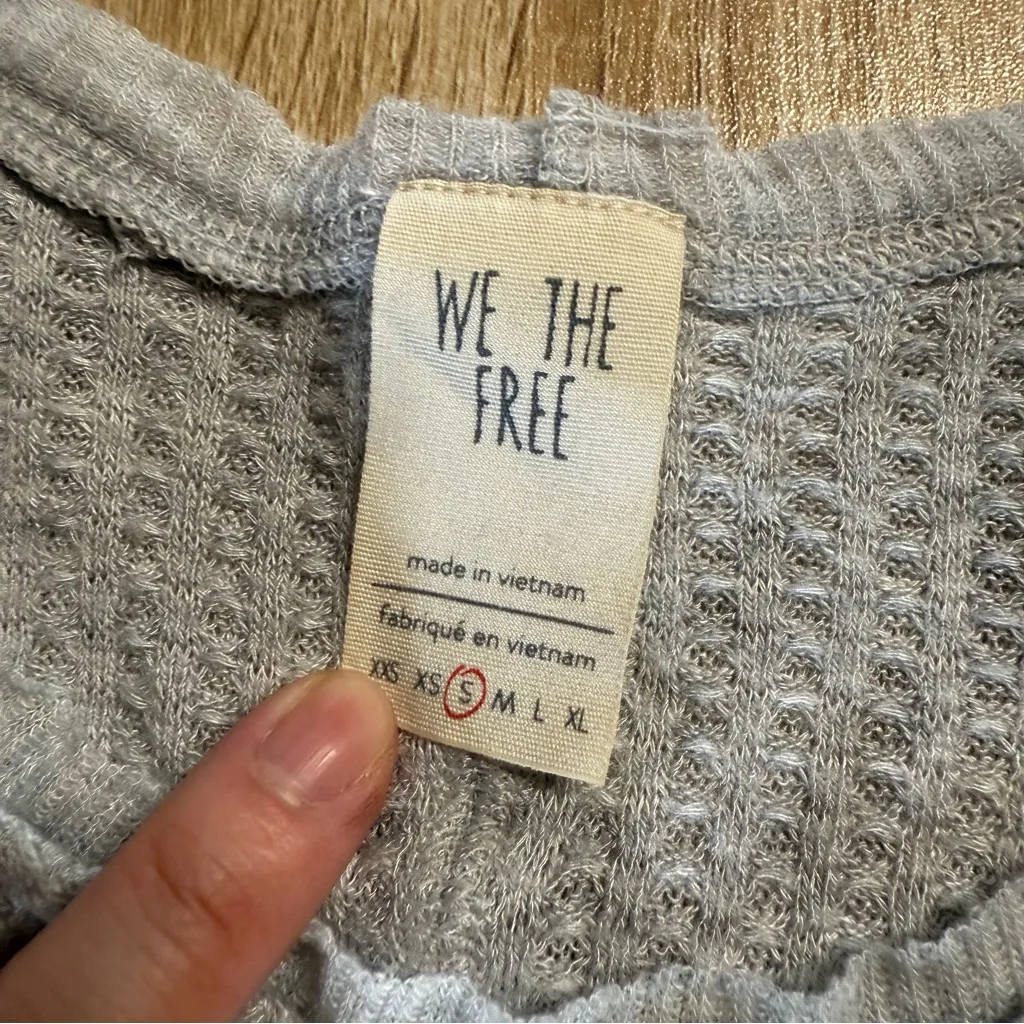 WE THE
FREE
made in vietnam
fabriqué en vietnam
XXS XS S M L XL